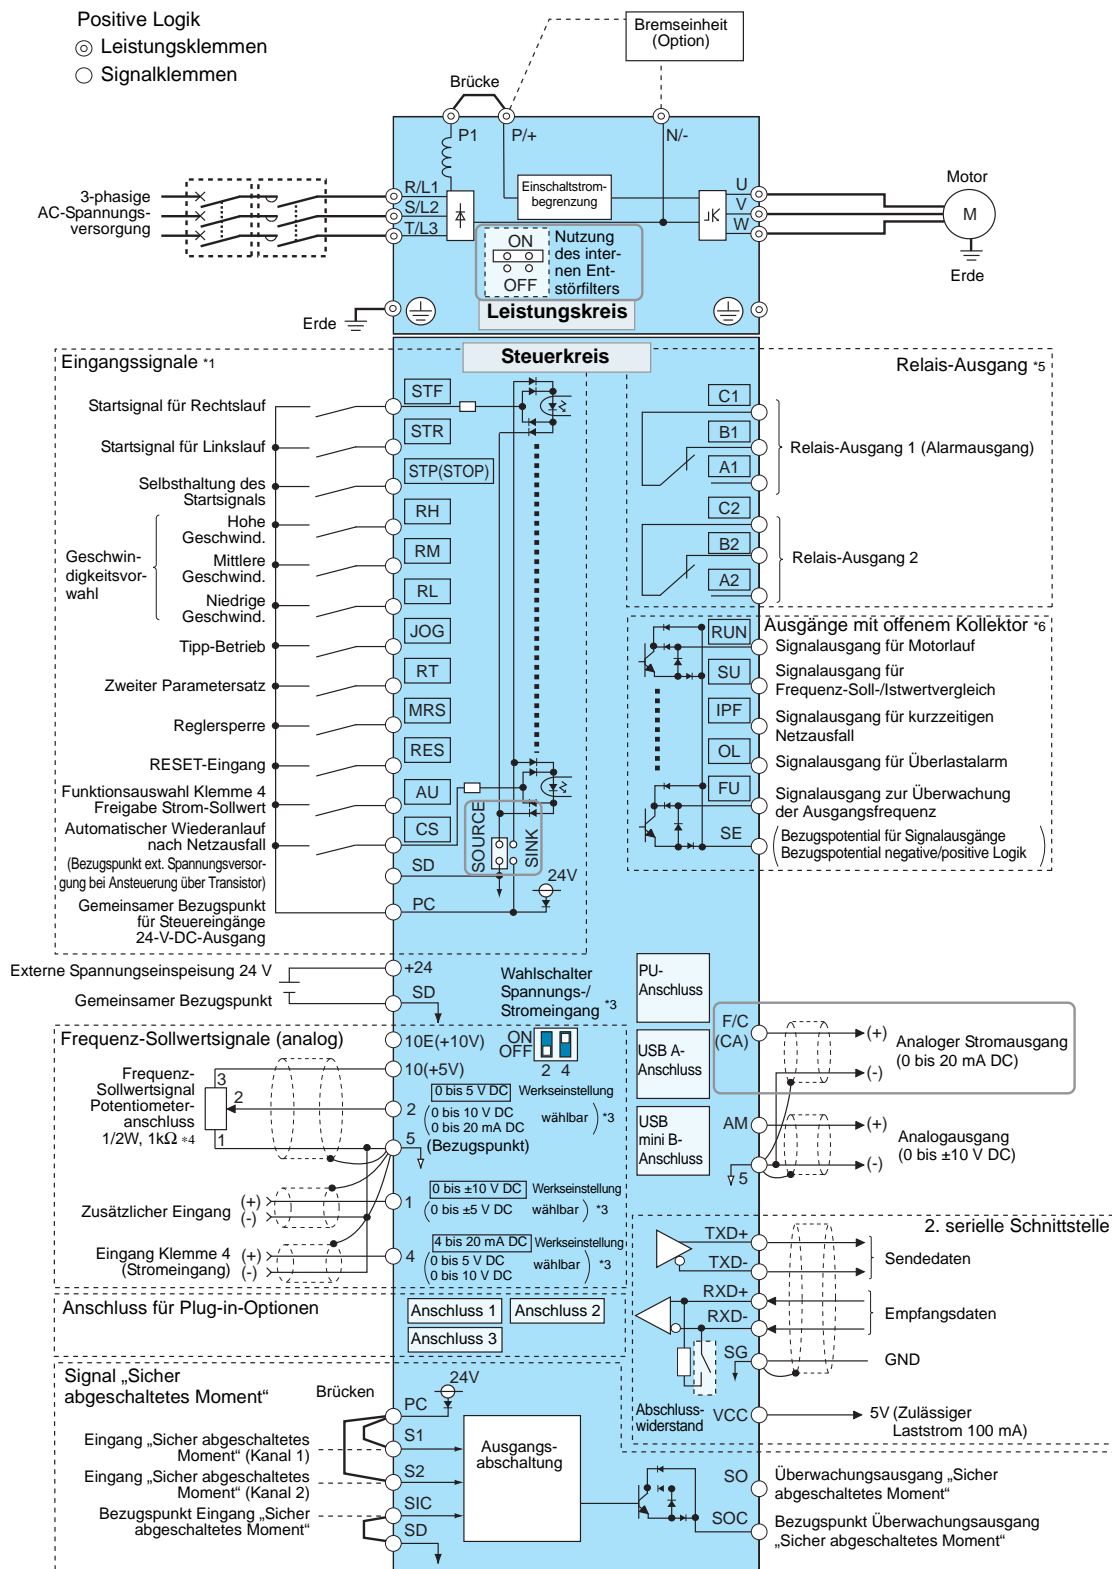 Positive Logik
Leistungsklemmen
Signalklemmen
Bremseinheit
(Option)
Brücke
P1
P/+
N/-
3-phasige
AC-Spannungs-
versorgung
R/L1
S/L2
T/L3
Einschaltstrom-
begrenzung
U
V
W
Motor
M
Erde
ON
OFF
Nutzung
des inter-
nen Ent-
störfilters
Erde
Leistungskreis
Steuerkreis
Eingangssignale *1
Startsignal für Rechtslauf
STF
Startsignal für Linkslauf
STR
Selbsthaltung des
Startsignals
STP(STOP)
Geschwin-
digkeitsvor-
wahl
Hohe
Geschwind.
RH
Mittlere
Geschwind.
RM
Niedrige
Geschwind.
RL
Tipp-Betrieb
JOG
Zweiter Parametersatz
RT
Reglersperre
MRS
RESET-Eingang
RES
Funktionsauswahl Klemme 4
Freigabe Strom-Sollwert
AU
Automatischer Wiederanlauf
nach Netzausfall
CS
(Bezugspunkt ext. Spannungsversor-
gung bei Ansteuerung über Transistor)
SD
Gemeinsamer Bezugspunkt
für Steuereingänge
24-V-DC-Ausgang
PC
SOURCE
SINK
24V
Relais-Ausgang *5
C1
B1
A1
Relais-Ausgang 1 (Alarmausgang)
C2
B2
A2
Relais-Ausgang 2
Ausgänge mit offenem Kollektor *6
RUN
Signalausgang für Motorlauf
SU
Signalausgang für
Frequenz-Soll-/Istwertvergleich
IPF
Signalausgang für kurzzeitigen
Netzausfall
OL
Signalausgang für Überlastalarm
FU
Signalausgang zur Überwachung
der Ausgangsfrequenz
SE
(Bezugspotential für Signalausgänge
Bezugspotential negative/positive Logik)
Externe Spannungseinspeisung 24 V
+24
Gemeinsamer Bezugspunkt
SD
Wahlschalter
Spannungs-/
Stromeingang *3
ON
OFF
2 4
PU-
Anschluss
USB A-
Anschluss
USB
mini B-
Anschluss
Frequenz-Sollwertsignale (analog)
Frequenz-
Sollwertsignal
Potentiometer-
anschluss
1/2W, 1kΩ *4
3
2
1
10E(+10V)
10(+5V)
2
0 bis 5 V DC Werkseinstellung
(0 bis 10 V DC
0 bis 20 mA DC wählbar) *3
5
(Bezugspunkt)
Zusätzlicher Eingang
(+)
(-)
1
0 bis ±10 V DC Werkseinstellung
(0 bis ±5 V DC wählbar) *3
Eingang Klemme 4
(Stromeingang)
(+)
(-)
4
4 bis 20 mA DC Werkseinstellung
(0 bis 5 V DC
0 bis 10 V DC wählbar) *3
F/C
(CA)
(+)
(-)
Analoger Stromausgang
(0 bis 20 mA DC)
AM
5
(+)
(-)
Analogausgang
(0 bis ±10 V DC)
Anschluss für Plug-in-Optionen
Anschluss 1
Anschluss 2
Anschluss 3
2. serielle Schnittstelle
TXD+
TXD-
Sendedaten
RXD+
RXD-
Empfangsdaten
SG
GND
Abschluss-
widerstand
VCC
5V (Zulässiger
Laststrom 100 mA)
Signal „Sicher
abgeschaltetes Moment“
Brücken
24V
PC
Eingang „Sicher abgeschaltetes
Moment“ (Kanal 1)
S1
Eingang „Sicher abgeschaltetes
Moment“ (Kanal 2)
S2
Bezugspunkt Eingang „Sicher
abgeschaltetes Moment“
SIC
SD
Ausgangs-
abschaltung
SO
Überwachungsausgang „Sicher
abgeschaltetes Moment“
SOC
Bezugspunkt Überwachungsausgang
„Sicher abgeschaltetes Moment“